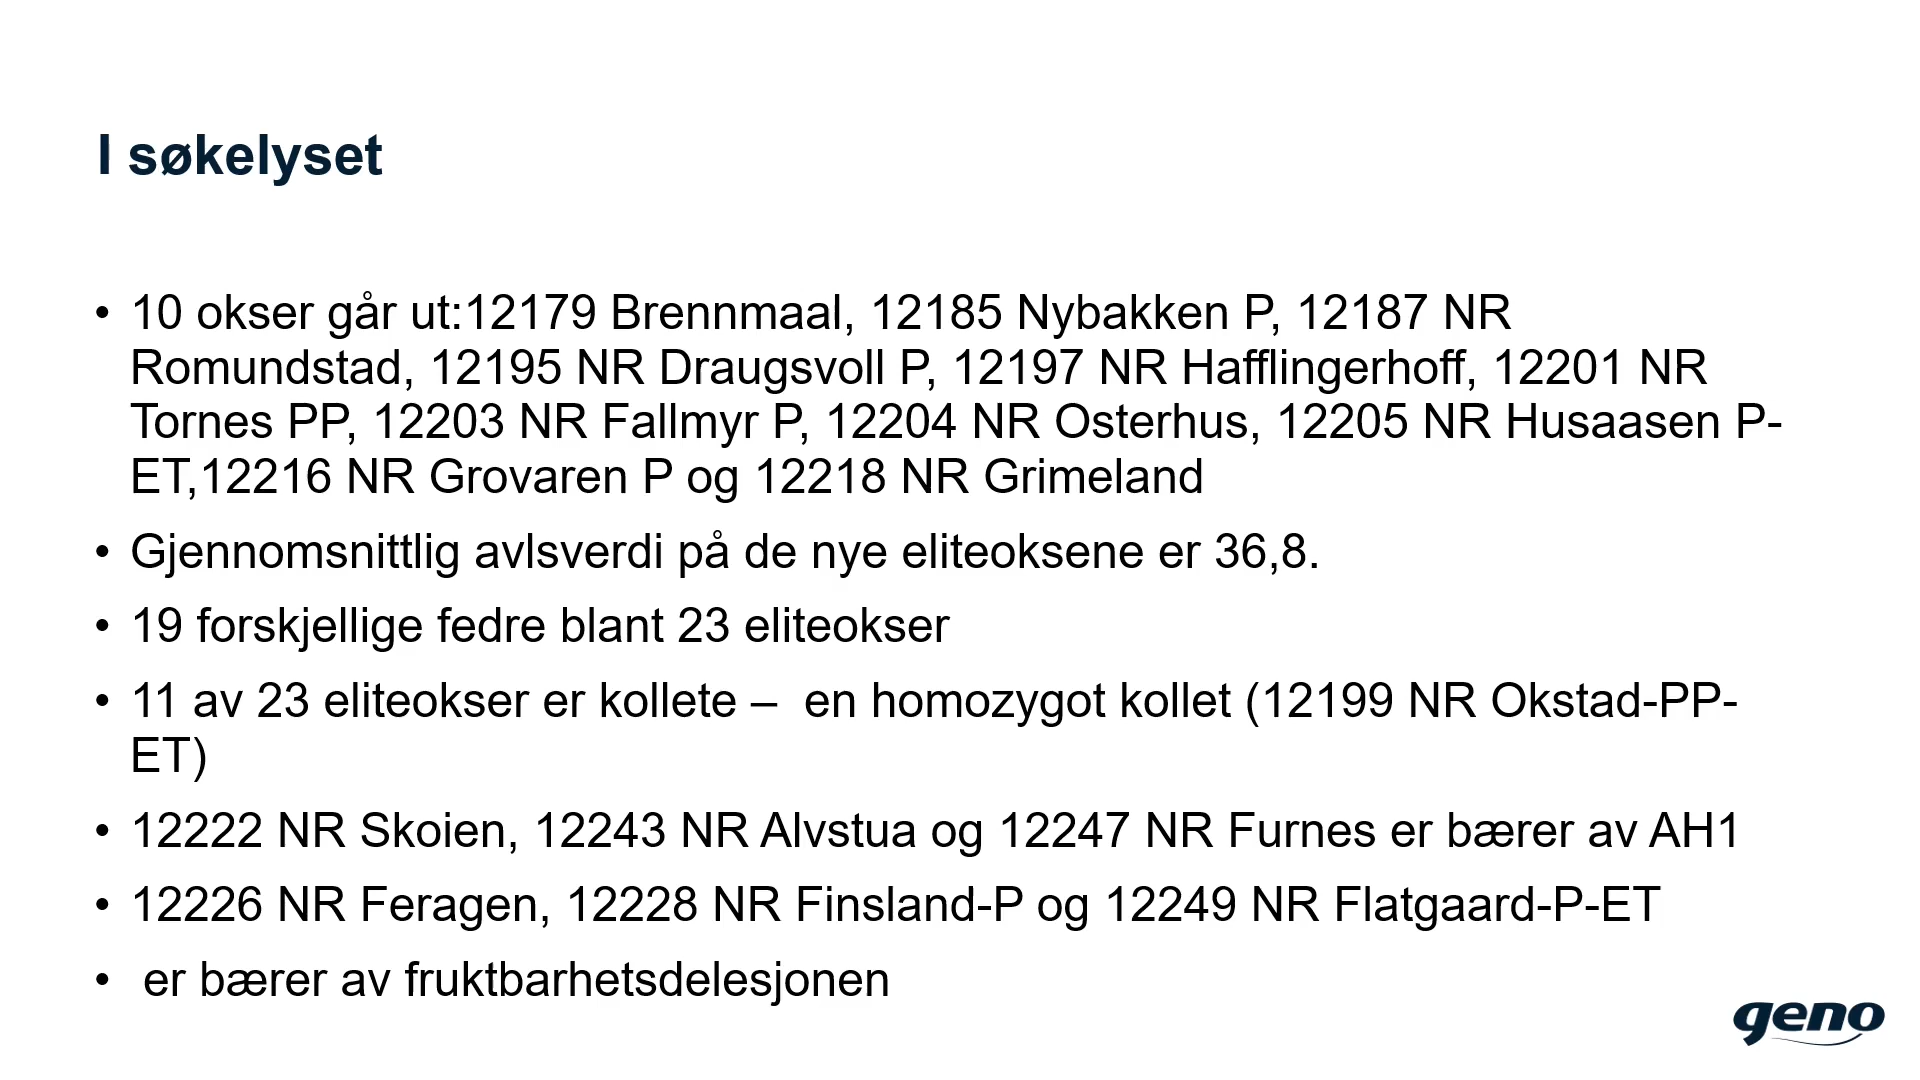 I søkelyset
• 10 okser går ut:12179 Brennmaal, 12185 Nybakken P, 12187 NR
Romundstad, 12195 NR Draugsvoll P, 12197 NR Hafflingerhoff, 12201 NR
Tornes PP, 12203 NR Fallmyr P, 12204 NR Osterhus, 12205 NR Husaasen P-
ET,12216 NR Grovaren P og 12218 NR Grimeland
• Gjennomsnittlig avlsverdi på de nye eliteoksene er 36,8.
• 19 forskjellige fedre blant 23 eliteokser
• 11 av 23 eliteokser er kollete –  en homozygot kollet (12199 NR Okstad-PP-
ET)
• 12222 NR Skoien, 12243 NR Alvstua og 12247 NR Furnes er bærer av AH1
• 12226 NR Feragen, 12228 NR Finsland-P og 12249 NR Flatgaard-P-ET
• er bærer av fruktbarhetsdelesjonen
geno